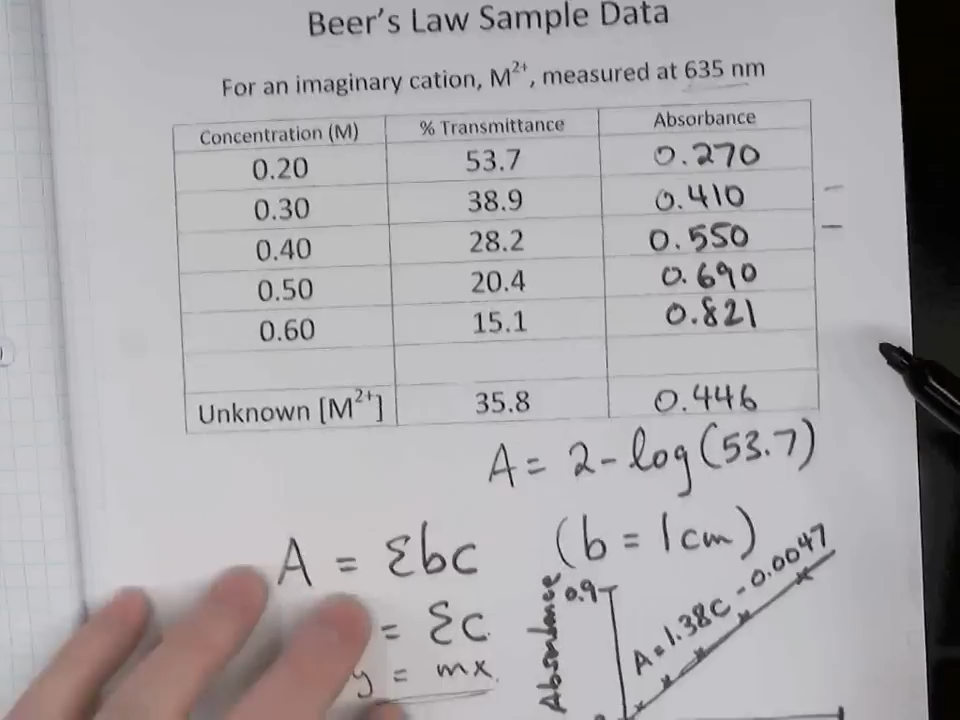 Beer's Law Sample Data
For an imaginary cation, M²⁺, measured at 635 nm
Concentration (M) % Transmittance Absorbance
0.20 53.7 0.270
0.30 38.9 0.410
0.40 28.2 0.550
0.50 20.4 0.690
0.60 15.1 0.821
Unknown [M²⁺] 35.8 0.446
A = 2 - log(53.7)
A = Ɛbc (b = 1cm)
= Ɛc
y = mx
Absorbance
0.9
A = 1.38C - 0.0047